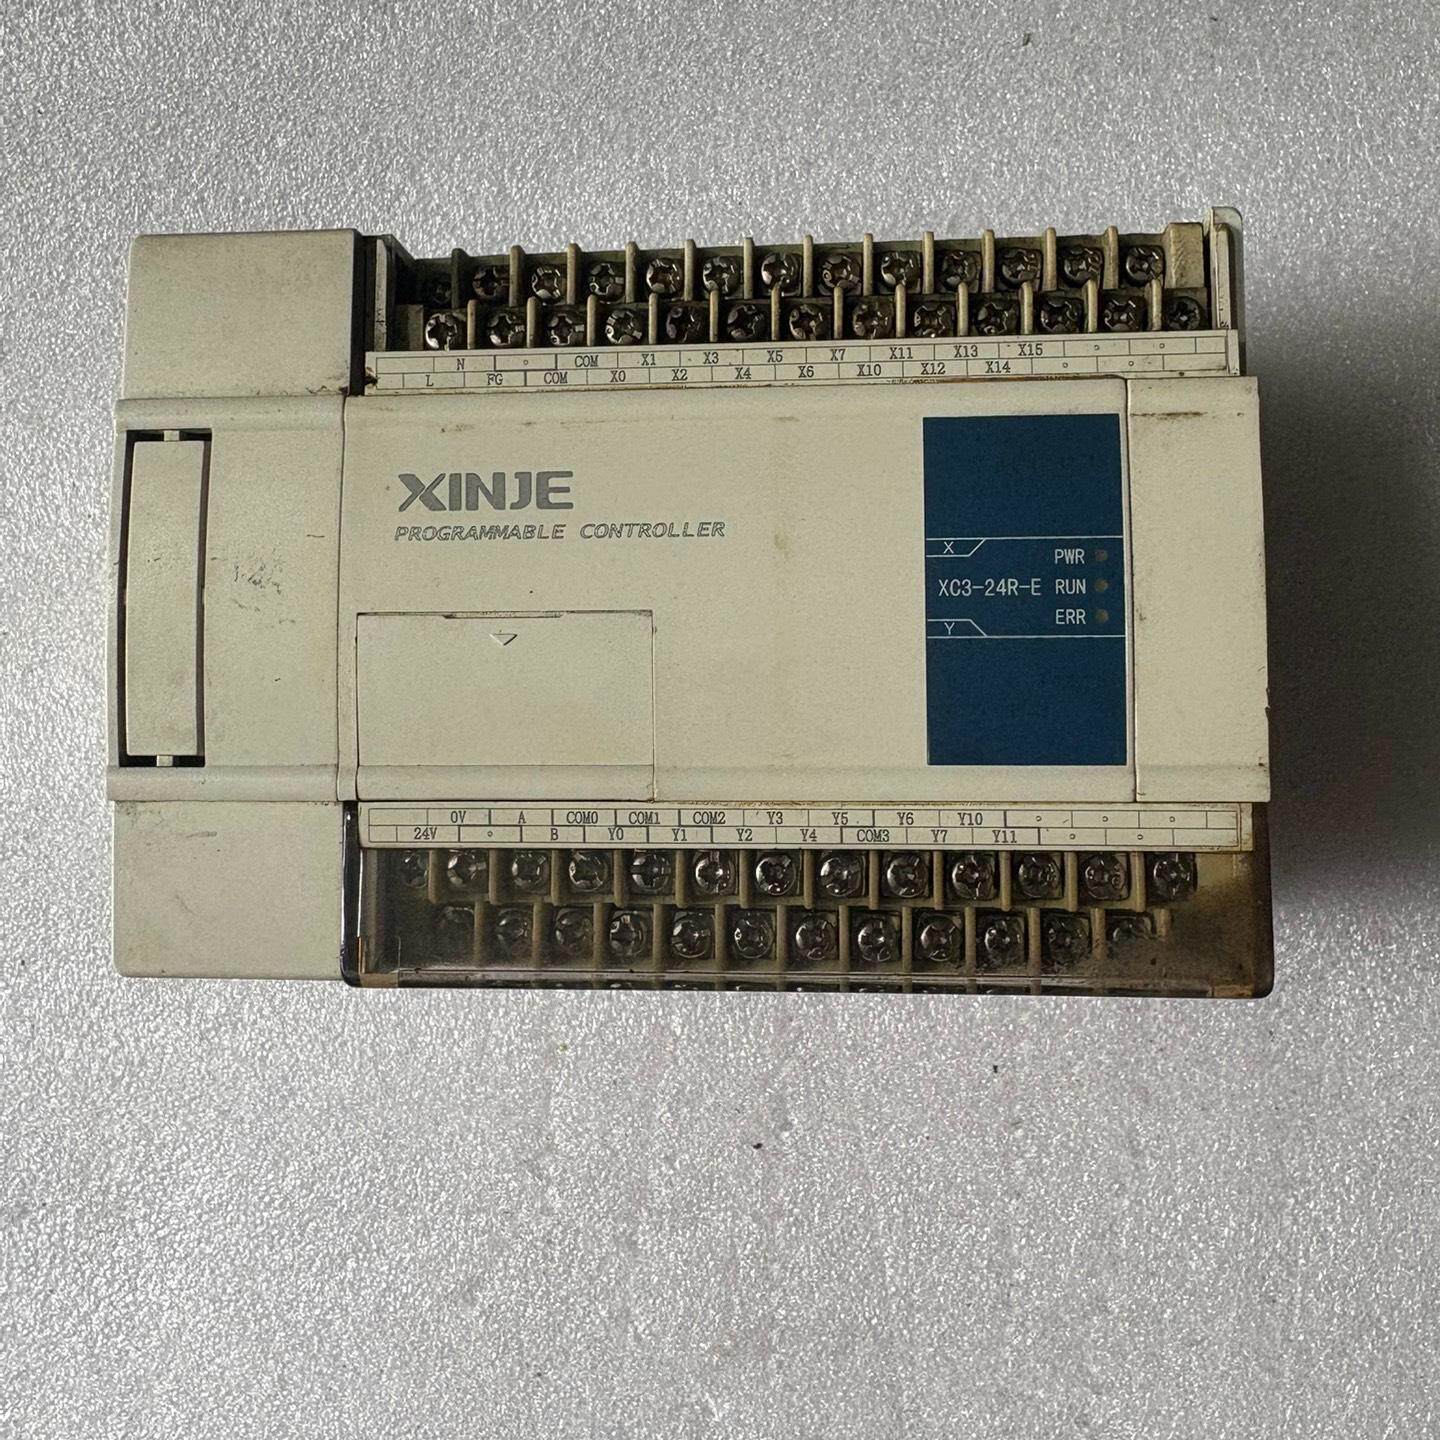 N COM X1 X3 X5 X7 X11 X13 X15
L FG COM X0 X2 X4 X6 X10 X12 X14
XINJE
PROGRAMMABLE CONTROLLER
X
PWR
XC3-24R-E RUN
ERR
Y
0V A COM0 COM1 COM2 Y3 Y5 Y6 Y10
24V B Y0 Y1 Y2 Y4 COM3 Y7 Y11